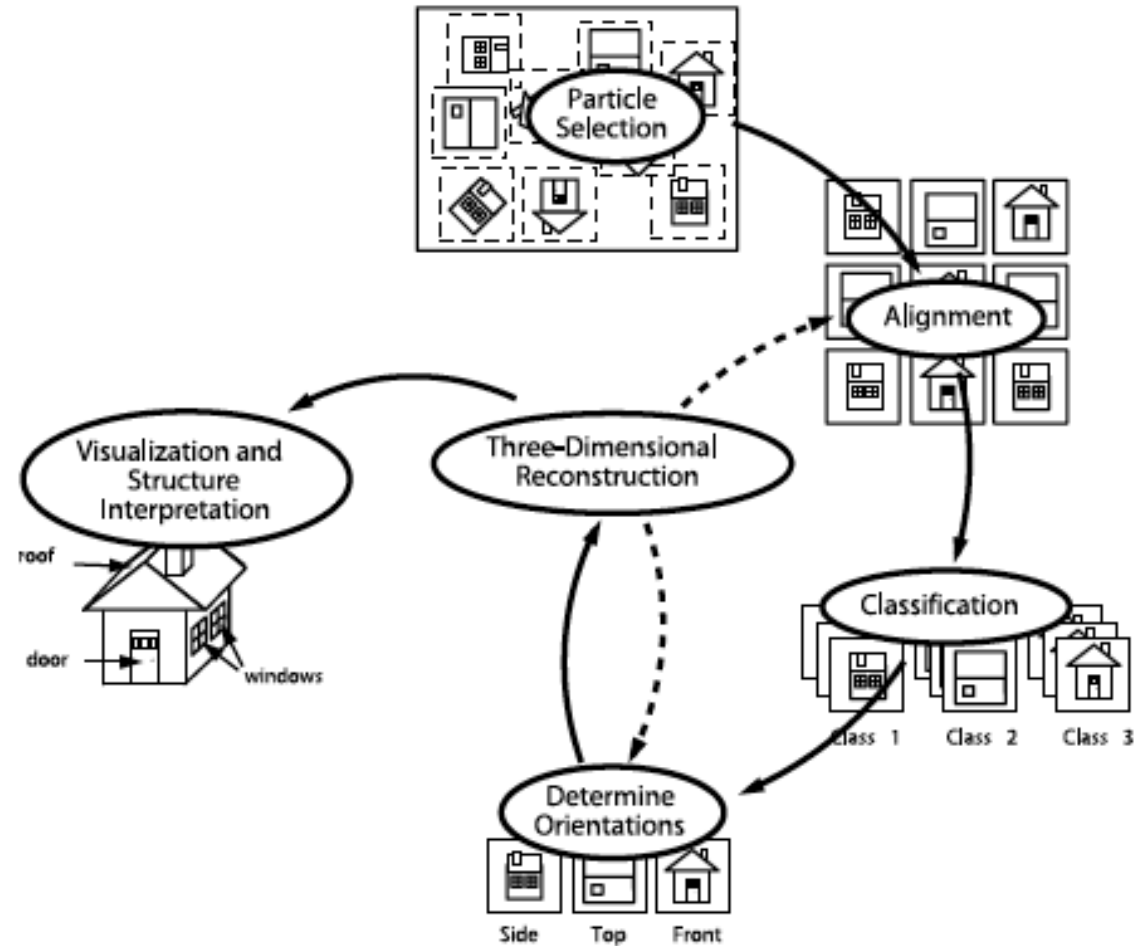 Particle
Selection
Alignment
Three-Dimensional
Reconstruction
Visualization and
Structure
Interpretation
roof
door
windows
Classification
Class 1
Class 2
Class 3
Determine
Orientations
Side
Top
Front